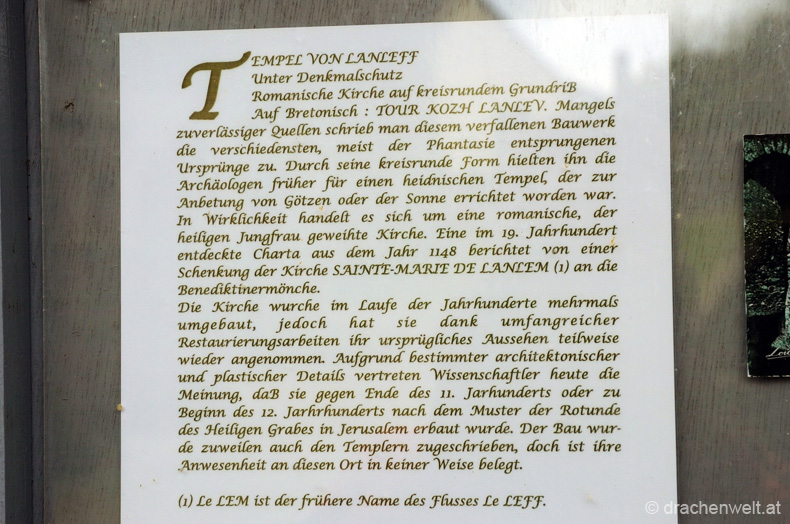 TEMPEL VON LANLEFF
Unter Denkmalschutz
Romanische Kirche auf kreisrundem GrundriB
Auf Bretonisch : TOUR KOZH LANLEV. Mangels
zuverlässiger Quellen schrieb man diesem verfallenen Bauwerk
die verschiedensten, meist der Phantasie entsprungenen
Ursprünge zu. Durch seine kreisrunde Form hielten ihn die
Archäologen früher für einen heidnischen Tempel, der zur
Anbetung von Götzen oder der Sonne errichtet worden war.
In Wirklichkeit handelt es sich um eine romanische, der
heiligen Jungfrau geweihte Kirche. Eine im 19. Jahrhundert
entdeckte Charta aus dem Jahr 1148 berichtet von einer
Schenkung der Kirche SAINTE-MARIE DE LANLEM (1) an die
Benediktinermönche.
Die Kirche wurche im Laufe der Jahrhunderte mehrmals
umgebaut, jedoch hat sie dank umfangreicher
Restaurierungsarbeiten ihr ursprügliches Aussehen teilweise
wieder angenommen. Aufgrund bestimmter architektonischer
und plastischer Details vertreten Wissenschaftler heute die
Meinung, daB sie gegen Ende des 11. Jarhunderts oder zu
Beginn des 12. Jarhrhunderts nach dem Muster der Rotunde
des Heiligen Grabes in Jerusalem erbaut wurde. Der Bau wur-
de zuweilen auch den Templern zugeschrieben, doch ist ihre
Anwesenheit an diesen Ort in keiner Weise belegt.
(1) Le LEM ist der frühere Name des Flusses Le LEFF.
© drachenwelt.at